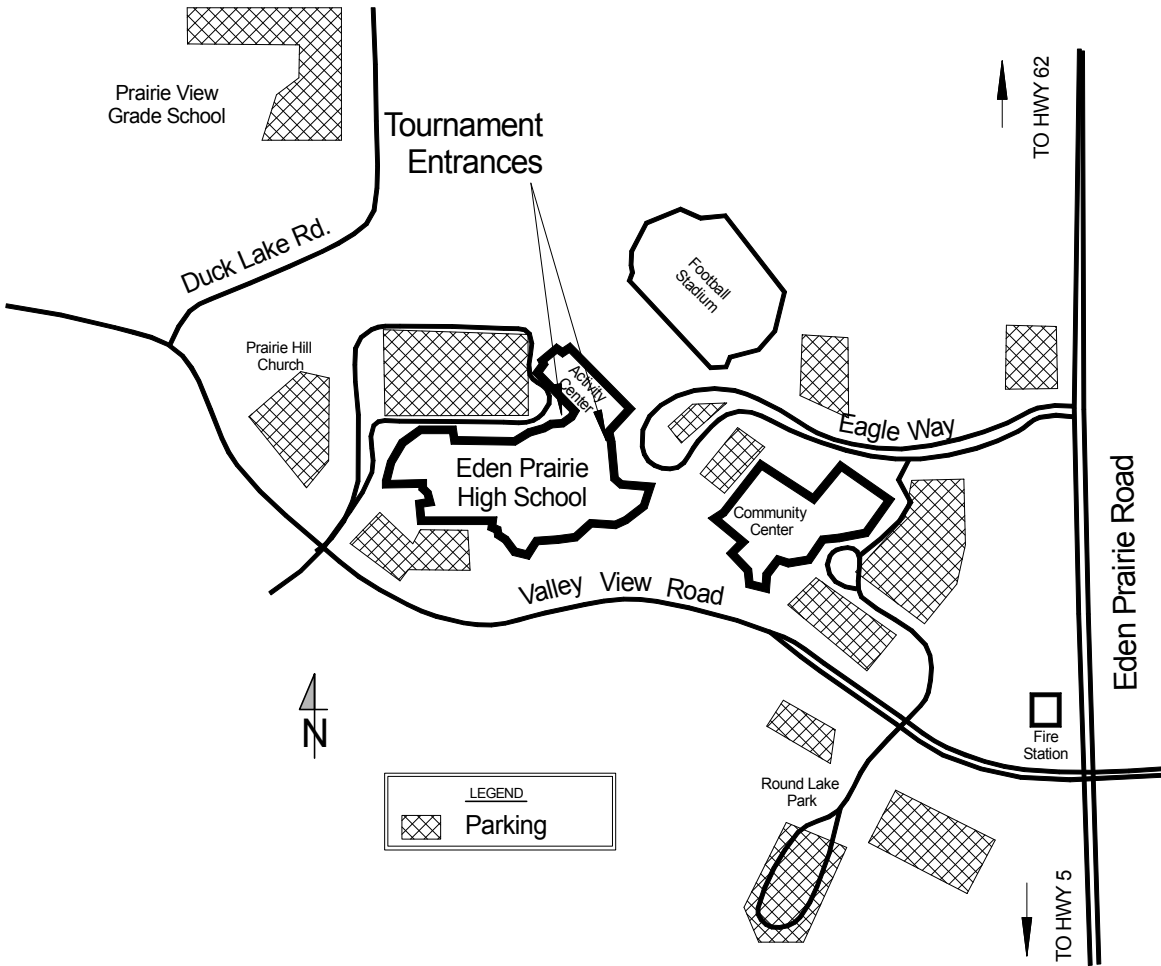 Prairie View
Grade School
Tournament
Entrances
TO HWY 62
Duck Lake Rd.
Football
Stadium
Prairie Hill
Church
Activity
Center
Eagle Way
Eden Prairie
High School
Community
Center
Eden Prairie Road
Valley View Road
N
Fire
Station
Round Lake
Park
LEGEND
Parking
TO HWY 5